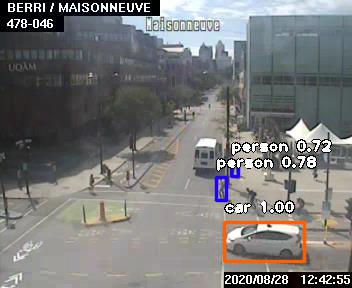 BERRI / MAISONNEUVE
478-046
Maisonneuve
UQAM
person 0.72
person 0.78
car 1.00
2020/08/28 12:42:55